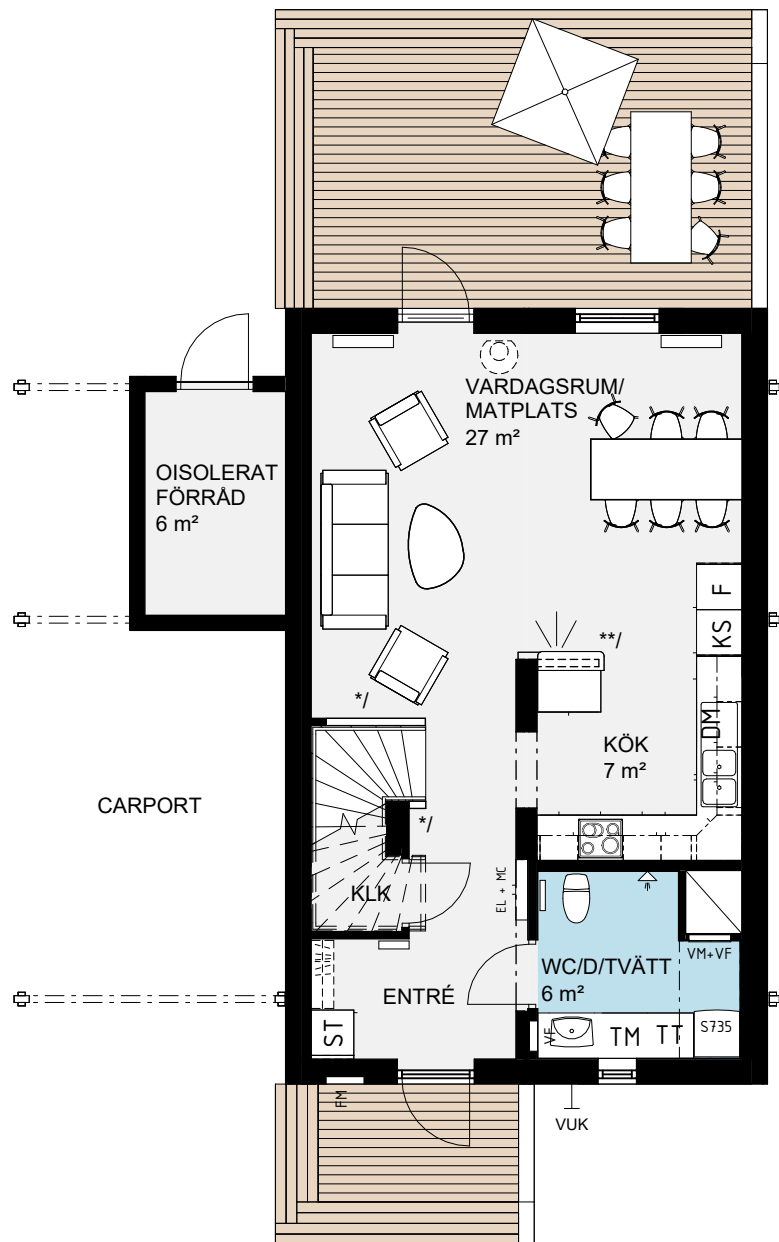 VARDAGSRUM/
MATPLATS
27 m²
OISOLERAT
FÖRRÅD
6 m²
F
KS
**/
*/
DM
KÖK
7 m²
CARPORT
*/
KLK
EL + MC
VM+VF
WC/D/TVÄTT
6 m²
ENTRÉ
ST
VF
TM
TT
S735
FM
VUK